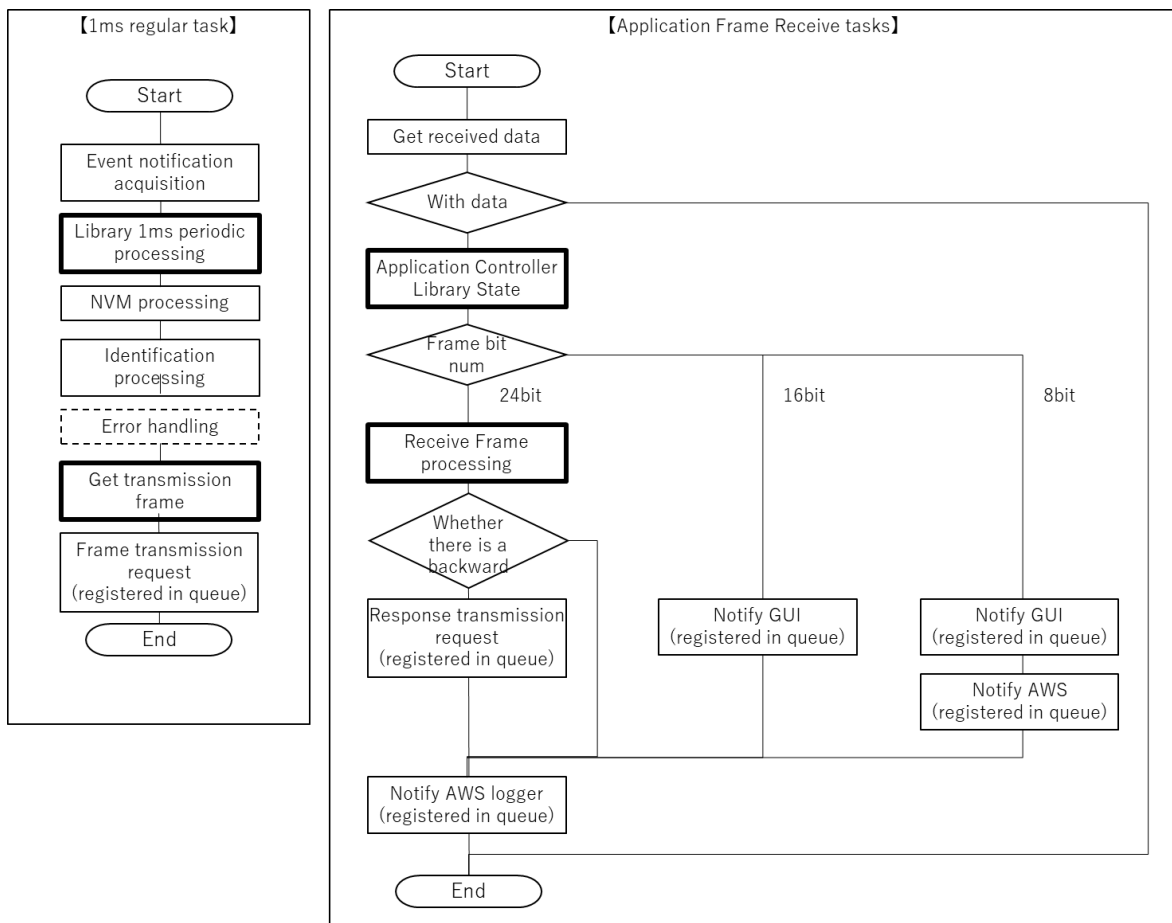 【1ms regular task】
Start
Event notification
acquisition
Library 1ms periodic
processing
NVM processing
Identification
processing
Error handling
Get transmission
frame
Frame transmission
request
(registered in queue)
End
【Application Frame Receive tasks】
Start
Get received data
With data
Application Controller
Library State
Frame bit
num
24bit
16bit
8bit
Receive Frame
processing
Whether
there is a
backward
Response transmission
request
(registered in queue)
Notify GUI
(registered in queue)
Notify GUI
(registered in queue)
Notify AWS
(registered in queue)
Notify AWS logger
(registered in queue)
End